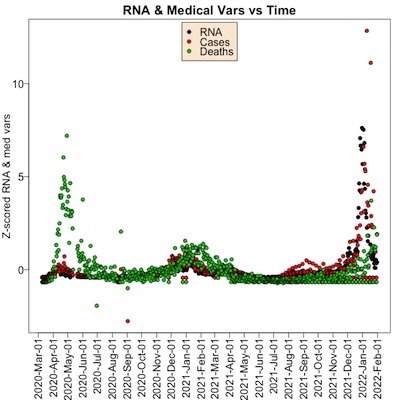 RNA & Medical Vars vs Time
RNA
Cases
Deaths
Z-scored RNA & med vars
10
5
0
2020-Mar-01
2020-Apr-01
2020-May-01
2020-Jun-01
2020-Jul-01
2020-Aug-01
2020-Sep-01
2020-Oct-01
2020-Nov-01
2020-Dec-01
2021-Jan-01
2021-Feb-01
2021-Mar-01
2021-Apr-01
2021-May-01
2021-Jun-01
2021-Jul-01
2021-Aug-01
2021-Sep-01
2021-Oct-01
2021-Nov-01
2021-Dec-01
2022-Jan-01
2022-Feb-01